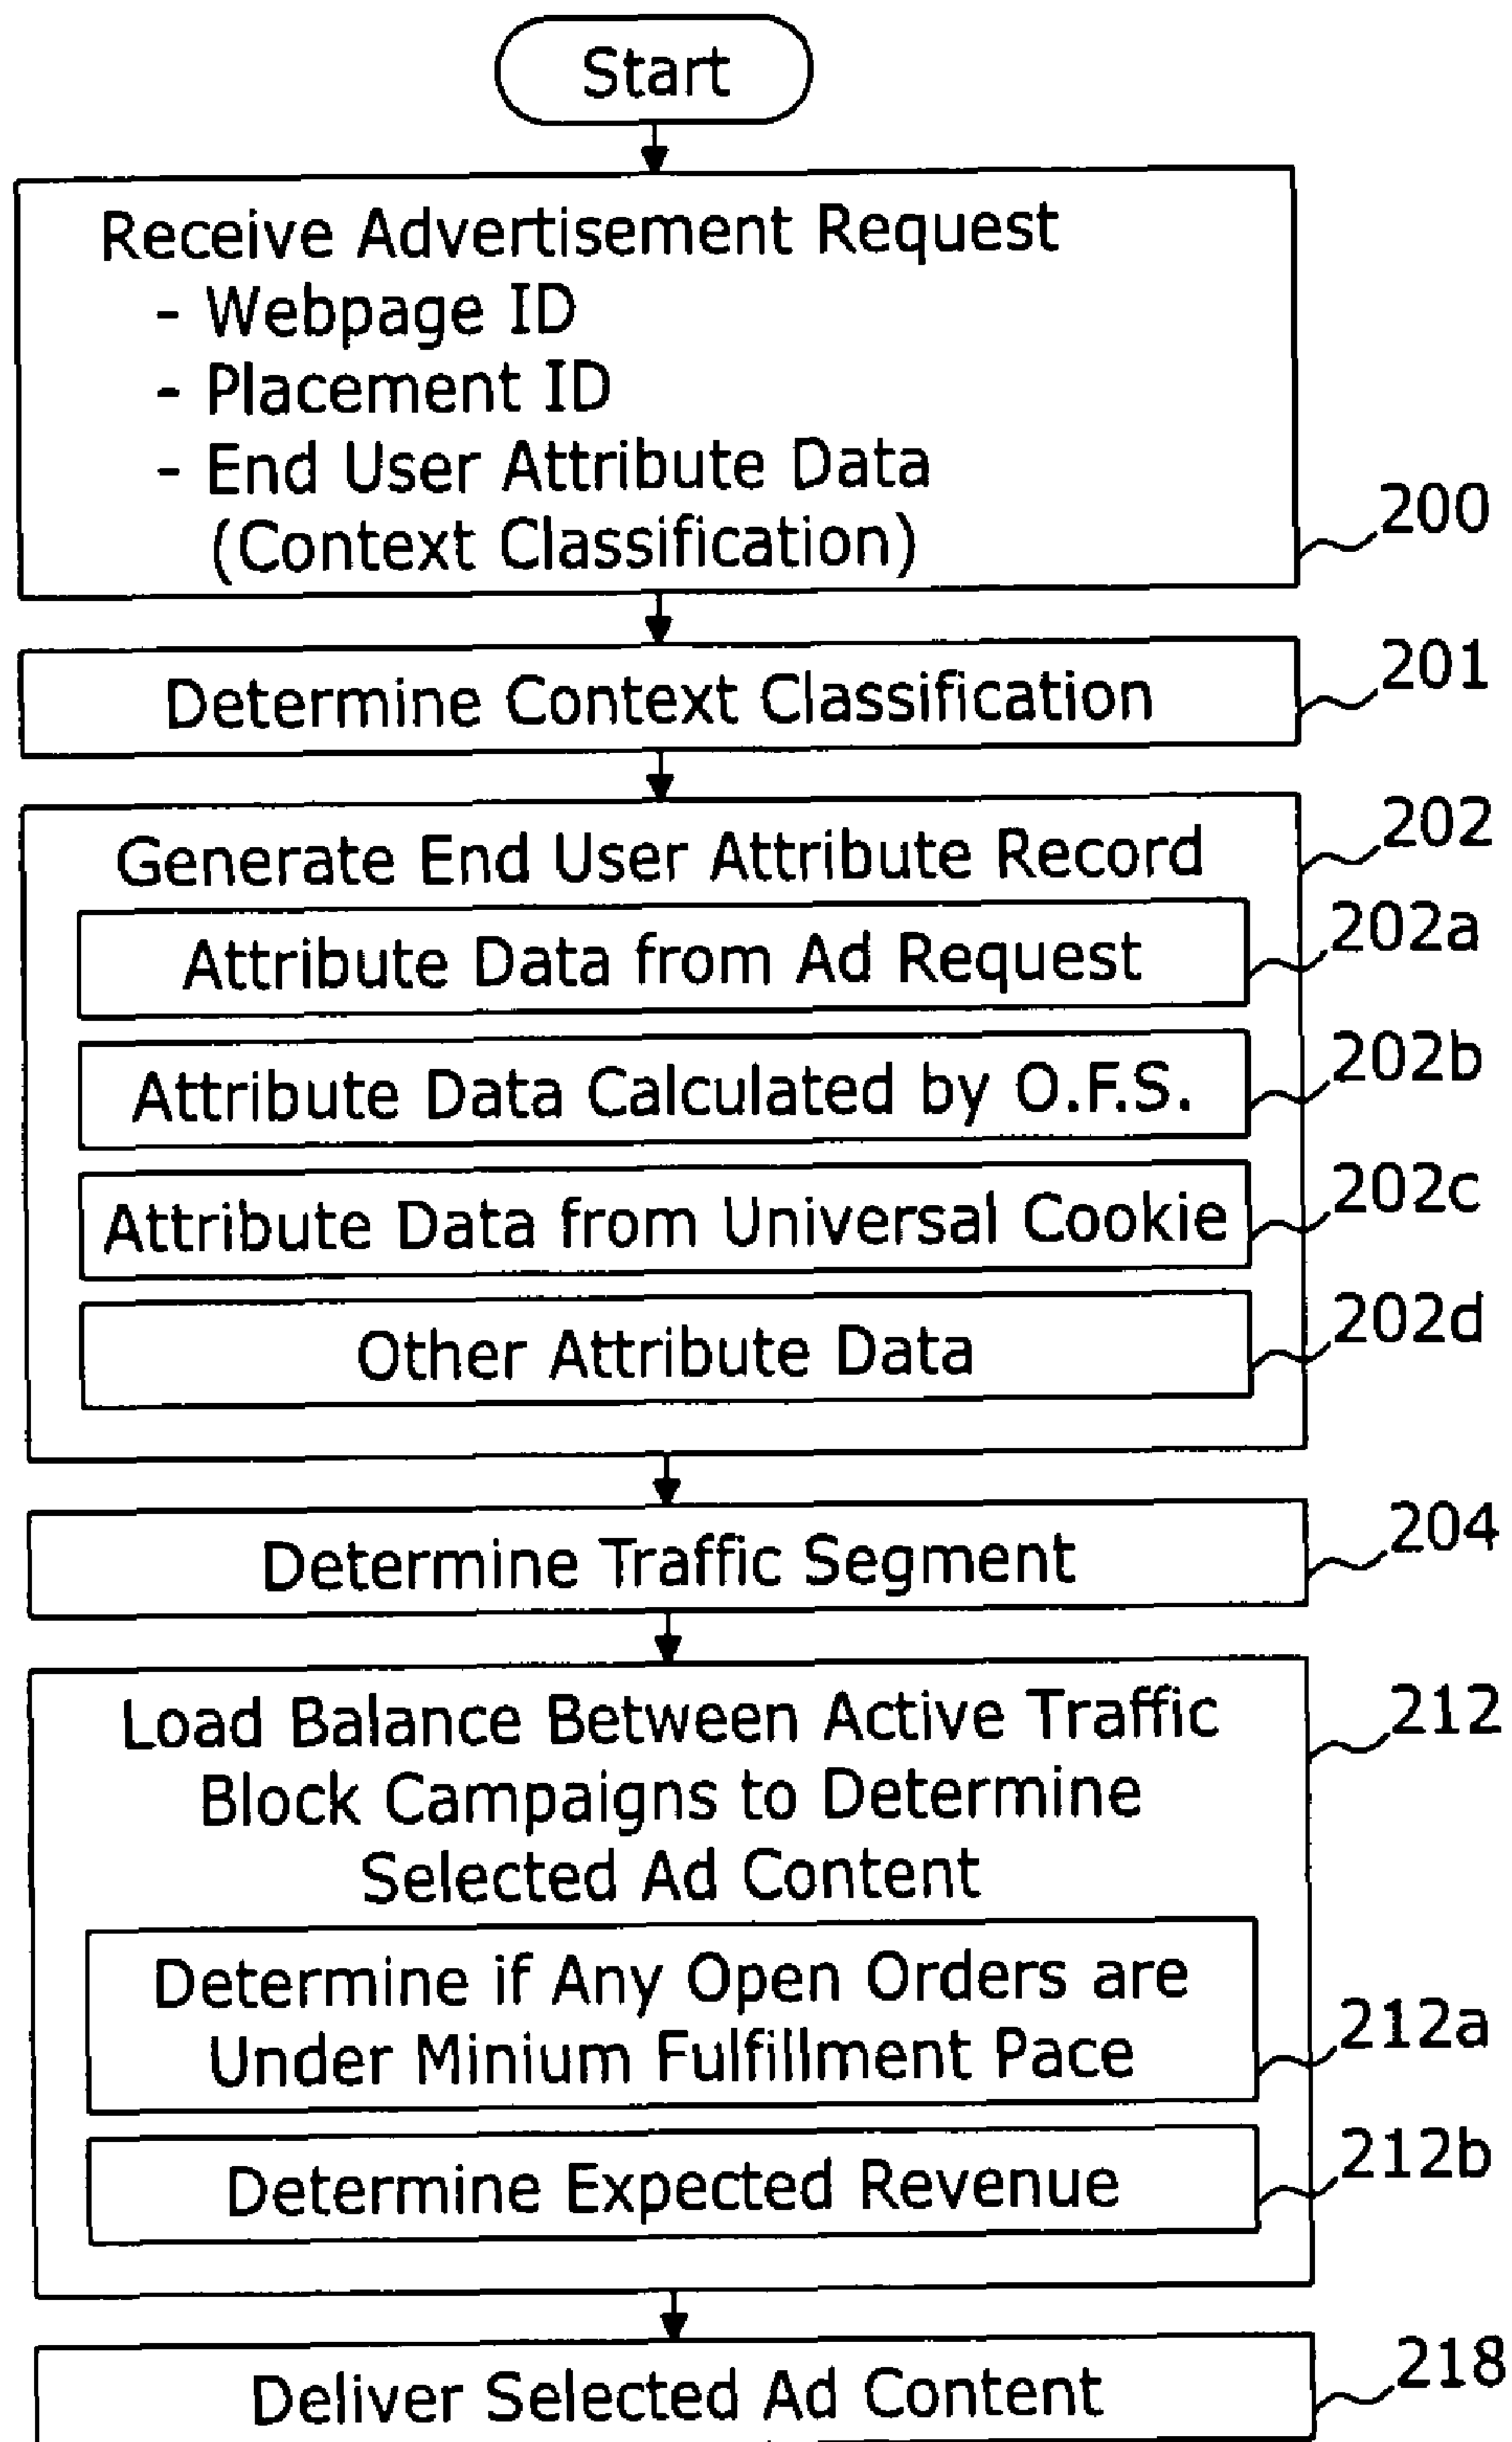 Start
Receive Advertisement Request
- Webpage ID
- Placement ID
- End User Attribute Data
(Context Classification)
200
Determine Context Classification
201
Generate End User Attribute Record
202
Attribute Data from Ad Request
202a
Attribute Data Calculated by O.F.S.
202b
Attribute Data from Universal Cookie
202c
Other Attribute Data
202d
Determine Traffic Segment
204
Load Balance Between Active Traffic
Block Campaigns to Determine
Selected Ad Content
212
Determine if Any Open Orders are
Under Minium Fulfillment Pace
212a
Determine Expected Revenue
212b
Deliver Selected Ad Content
218